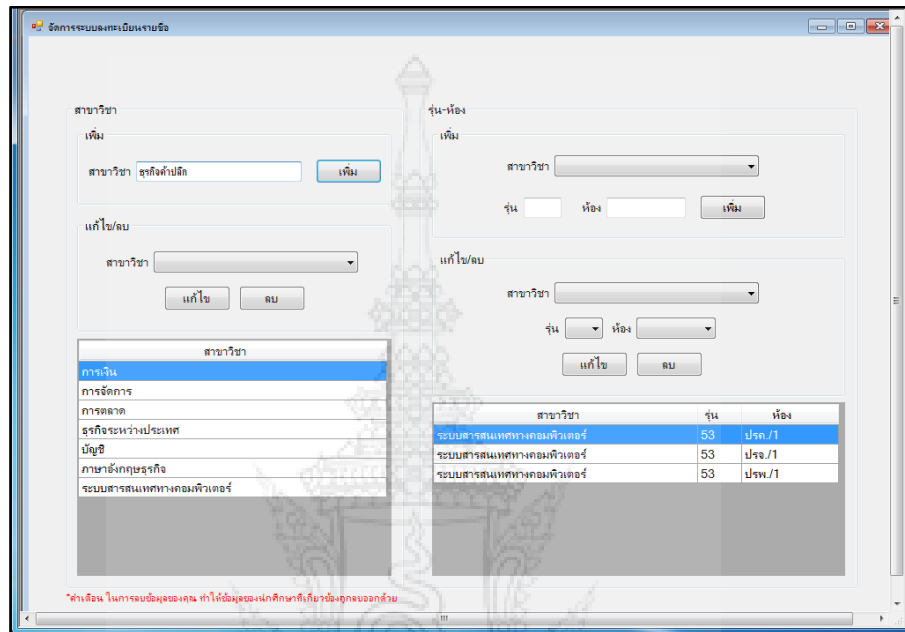 จัดการระบบลงทะเบียนรายชื่อ
สาขาวิชา
เพิ่ม
สาขาวิชา ธุรกิจค้าปลีก เพิ่ม
แก้ไข/ลบ
สาขาวิชา
แก้ไข ลบ
สาขาวิชา
การเงิน
การจัดการ
การตลาด
ธุรกิจระหว่างประเทศ
บัญชี
ภาษาอังกฤษธุรกิจ
ระบบสารสนเทศทางคอมพิวเตอร์
รุ่น-ห้อง
เพิ่ม
สาขาวิชา
รุ่น ห้อง เพิ่ม
แก้ไข/ลบ
สาขาวิชา
รุ่น ห้อง
แก้ไข ลบ
สาขาวิชา รุ่น ห้อง
ระบบสารสนเทศทางคอมพิวเตอร์ 53 ปรค./1
ระบบสารสนเทศทางคอมพิวเตอร์ 53 ปรจ./1
ระบบสารสนเทศทางคอมพิวเตอร์ 53 ปรพ./1
*คำเตือน ในการลบข้อมูลของคุณ ทำให้ข้อมูลของนักศึกษาที่เกี่ยวข้องถูกลบออกด้วย